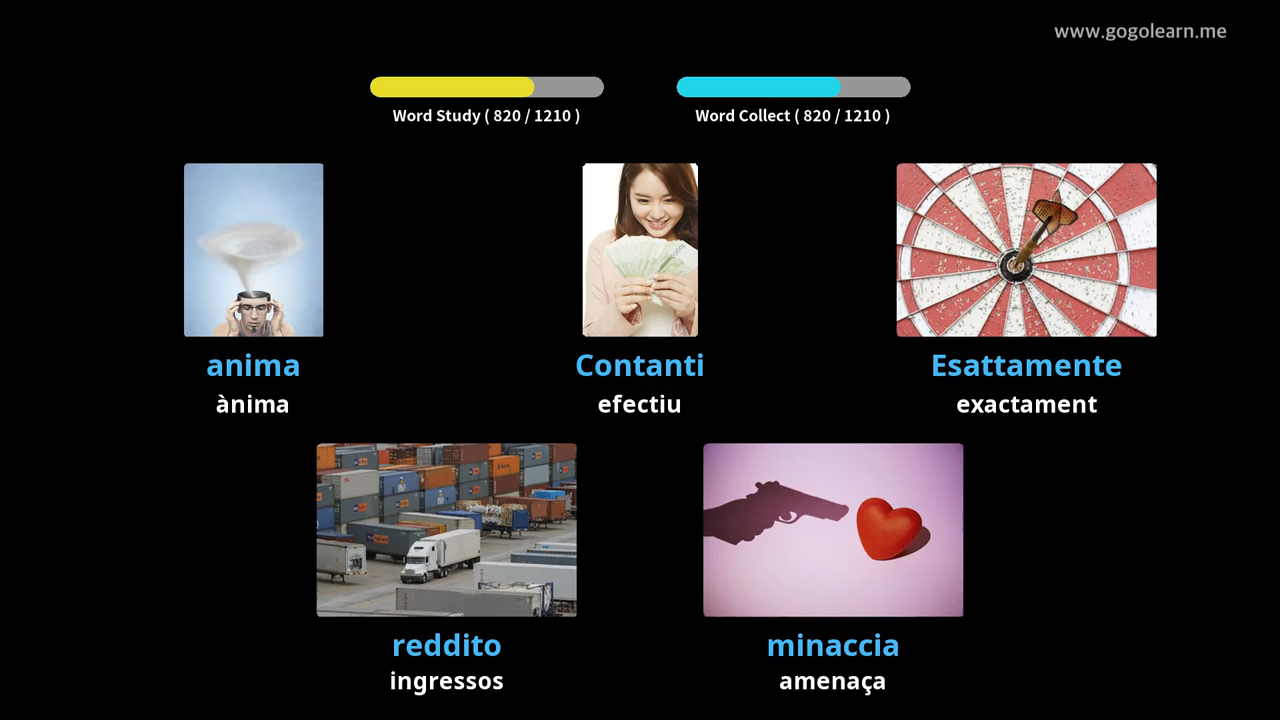 www.gogolearn.me
Word Study ( 820 / 1210 )
Word Collect ( 820 / 1210 )
anima
ànima
Contanti
efectiu
Esattamente
exactament
reddito
ingressos
minaccia
amenaça